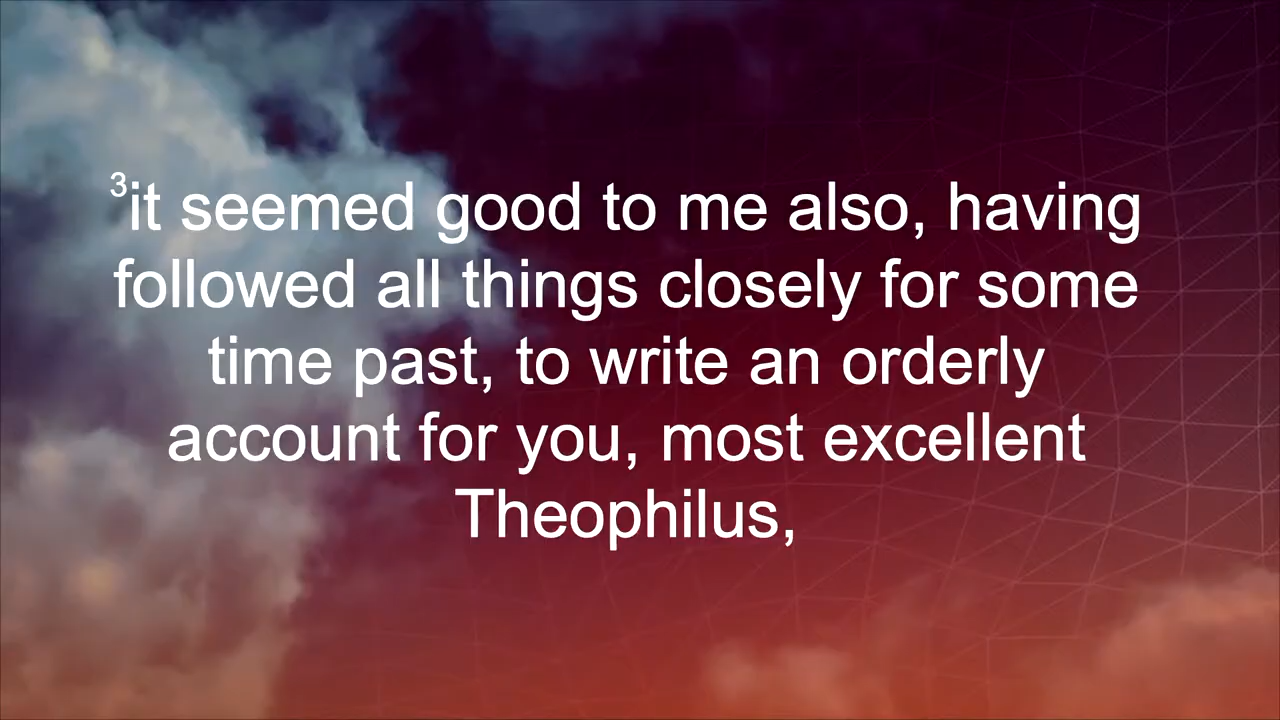 ³it seemed good to me also, having
followed all things closely for some
time past, to write an orderly
account for you, most excellent
Theophilus,